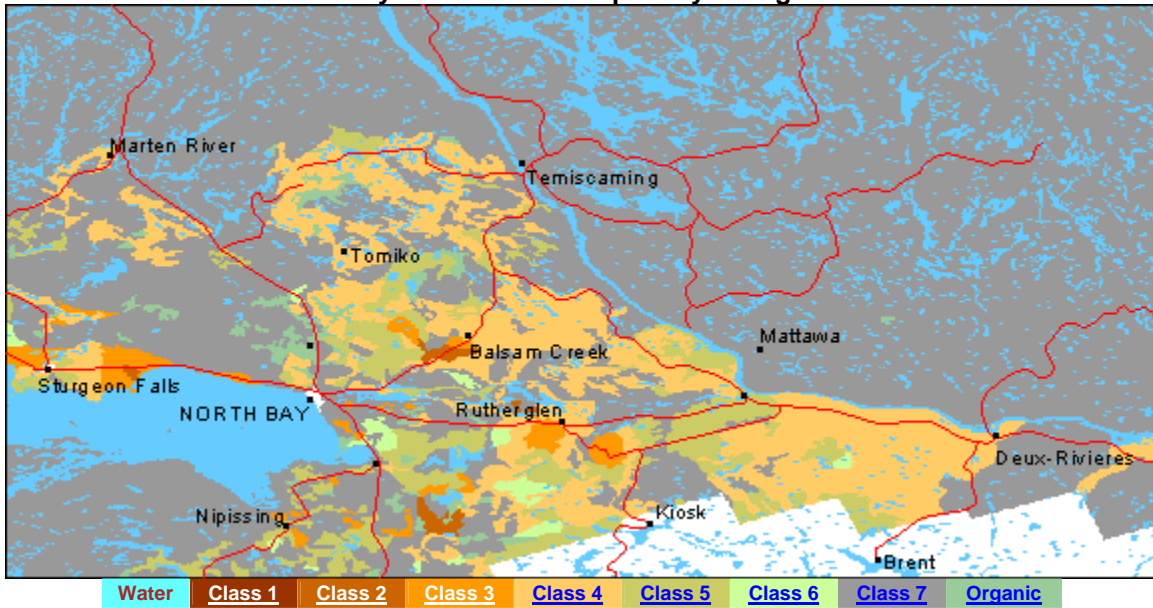 Marten River
Temiscaming
Tomiko
Balsam Creek
Mattawa
Sturgeon Falls
NORTH BAY
Rutherglen
Deux-Rivieres
Nipissing
Kiosk
Brent
Water Class 1 Class 2 Class 3 Class 4 Class 5 Class 6 Class 7 Organic